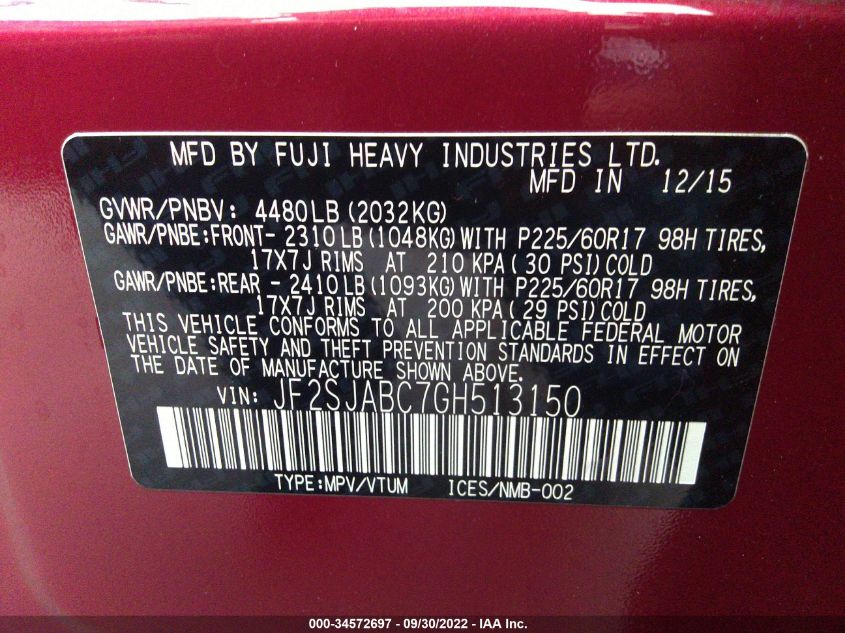 MFD BY FUJI HEAVY INDUSTRIES LTD.
MFD IN 12/15
GVWR/PNBV: 4480LB(2032KG)
GAWR/PNBE:FRONT- 2310LB(1048KG)WITH P225/60R17 98H TIRES,
17X7J RIMS AT 210 KPA(30 PSI)COLD
GAWR/PNBE:REAR - 2410LB(1093KG)WITH P225/60R17 98H TIRES,
17X7J RIMS AT 200 KPA(29 PSI)COLD
THIS VEHICLE CONFORMS TO ALL APPLICABLE FEDERAL MOTOR
VEHICLE SAFETY AND THEFT PREVENTION STANDARDS IN EFFECT ON
THE DATE OF MANUFACTURE SHOWN ABOVE.
VIN: JF2SJABC7GH513150
TYPE:MPV/VTUM ICES/NMB-002
000-34572697 - 09/30/2022 - IAA Inc.